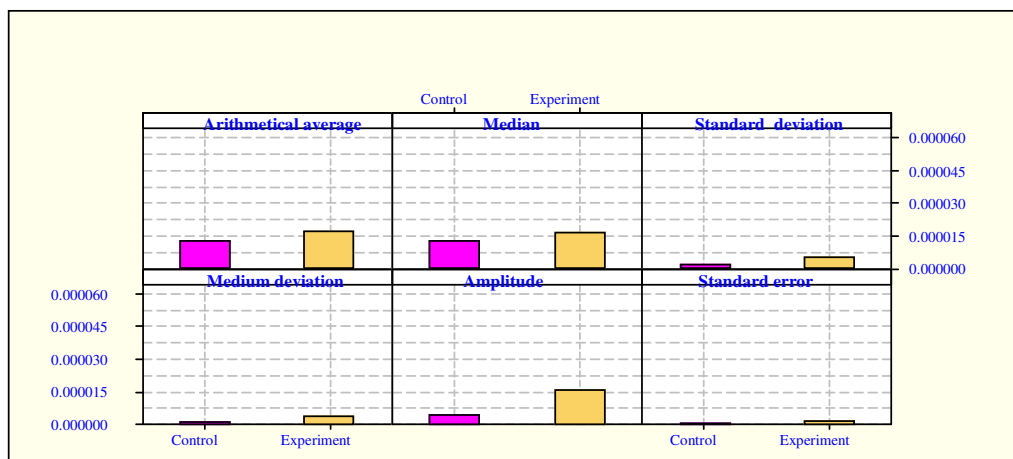 Control Experiment
Arithmetical average Median Standard deviation
0.000060
0.000045
0.000030
0.000015
0.000000
Medium deviation Amplitude Standard error
0.000060
0.000045
0.000030
0.000015
0.000000
Control Experiment Control Experiment